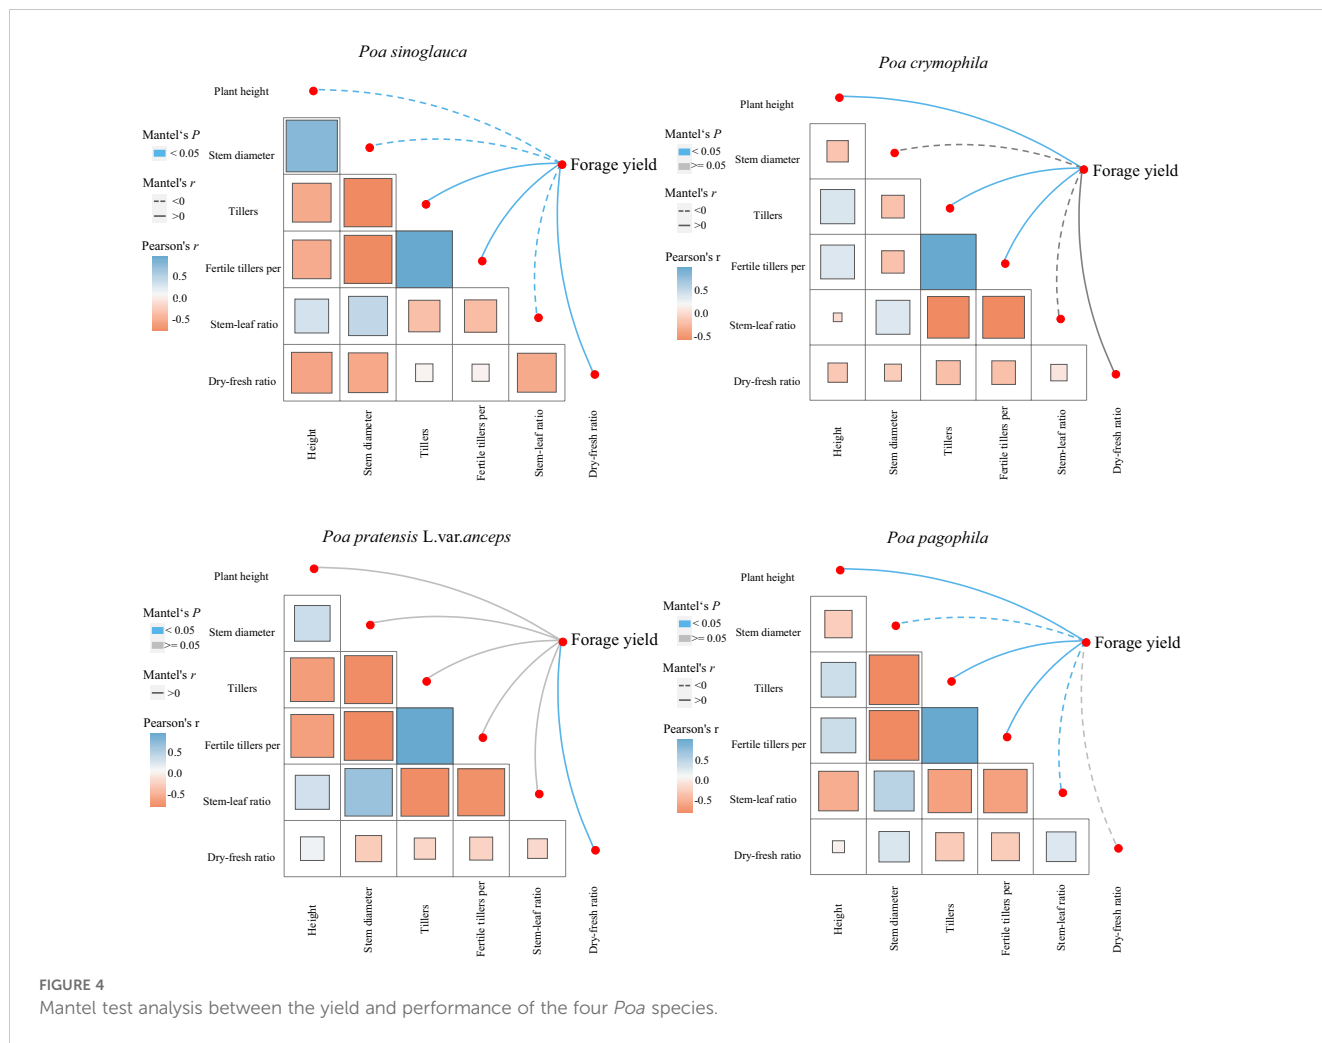 Poa sinoglauca
Plant height
Mantel‘s P
< 0.05
Stem diameter
Mantel's r
<0
>0
Tillers
Pearson's r
0.5
0.0
-0.5
Fertile tillers per
Stem-leaf ratio
Dry-fresh ratio
Forage yield
Height
Stem diameter
Tillers
Fertile tillers per
Stem-leaf ratio
Dry-fresh ratio
Poa crymophila
Plant height
Mantel‘s P
< 0.05
>= 0.05
Stem diameter
Mantel's r
<0
>0
Tillers
Pearson's r
0.5
0.0
-0.5
Fertile tillers per
Stem-leaf ratio
Dry-fresh ratio
Forage yield
Height
Stem diameter
Tillers
Fertile tillers per
Stem-leaf ratio
Dry-fresh ratio
Poa pratensis L.var.anceps
Plant height
Mantel‘s P
< 0.05
>= 0.05
Stem diameter
Mantel's r
>0
Tillers
Pearson's r
0.5
0.0
-0.5
Fertile tillers per
Stem-leaf ratio
Dry-fresh ratio
Forage yield
Height
Stem diameter
Tillers
Fertile tillers per
Stem-leaf ratio
Dry-fresh ratio
Poa pagophila
Plant height
Mantel‘s P
< 0.05
>= 0.05
Stem diameter
Mantel's r
<0
>0
Tillers
Pearson's r
0.5
0.0
-0.5
Fertile tillers per
Stem-leaf ratio
Dry-fresh ratio
Forage yield
Height
Stem diameter
Tillers
Fertile tillers per
Stem-leaf ratio
Dry-fresh ratio
FIGURE 4
Mantel test analysis between the yield and performance of the four Poa species.